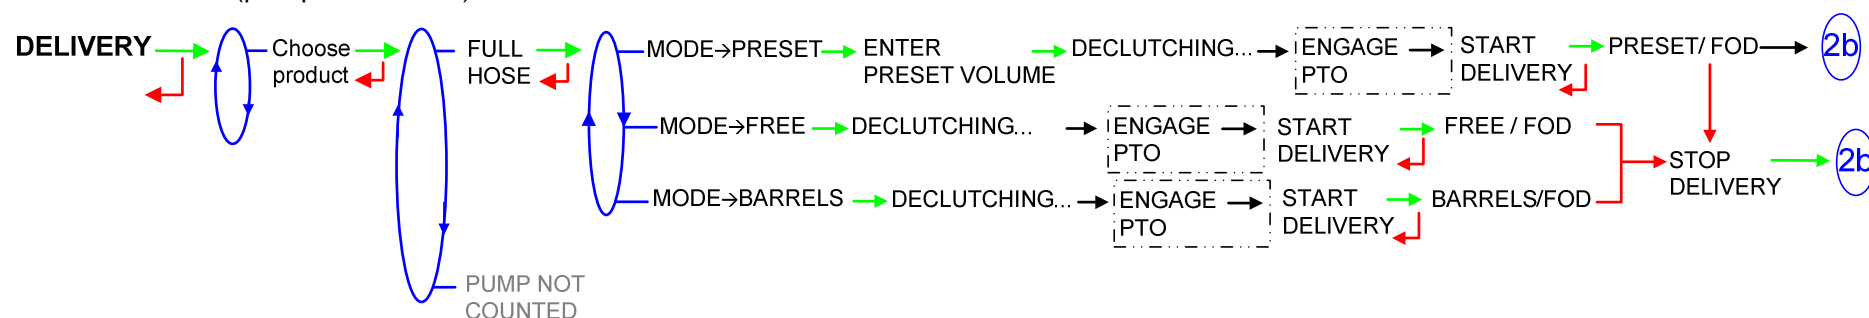 DELIVERY
Choose
product
FULL
HOSE
MODE→PRESET
ENTER
PRESET VOLUME
DECLUTCHING...
ENGAGE
PTO
START
DELIVERY
PRESET/ FOD
2b
MODE→FREE
DECLUTCHING...
ENGAGE
PTO
START
DELIVERY
FREE / FOD
STOP
DELIVERY
2b
MODE→BARRELS
DECLUTCHING...
ENGAGE
PTO
START
DELIVERY
BARRELS/FOD
PUMP NOT
COUNTED